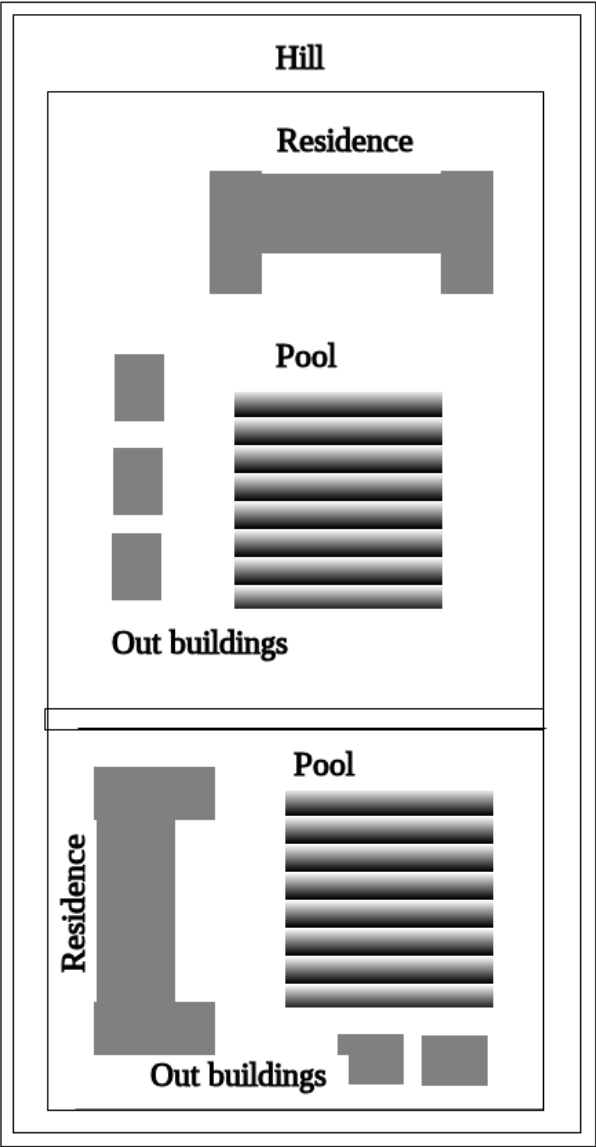 Hill
Residence
Pool
Out buildings
Pool
Residence
Out buildings